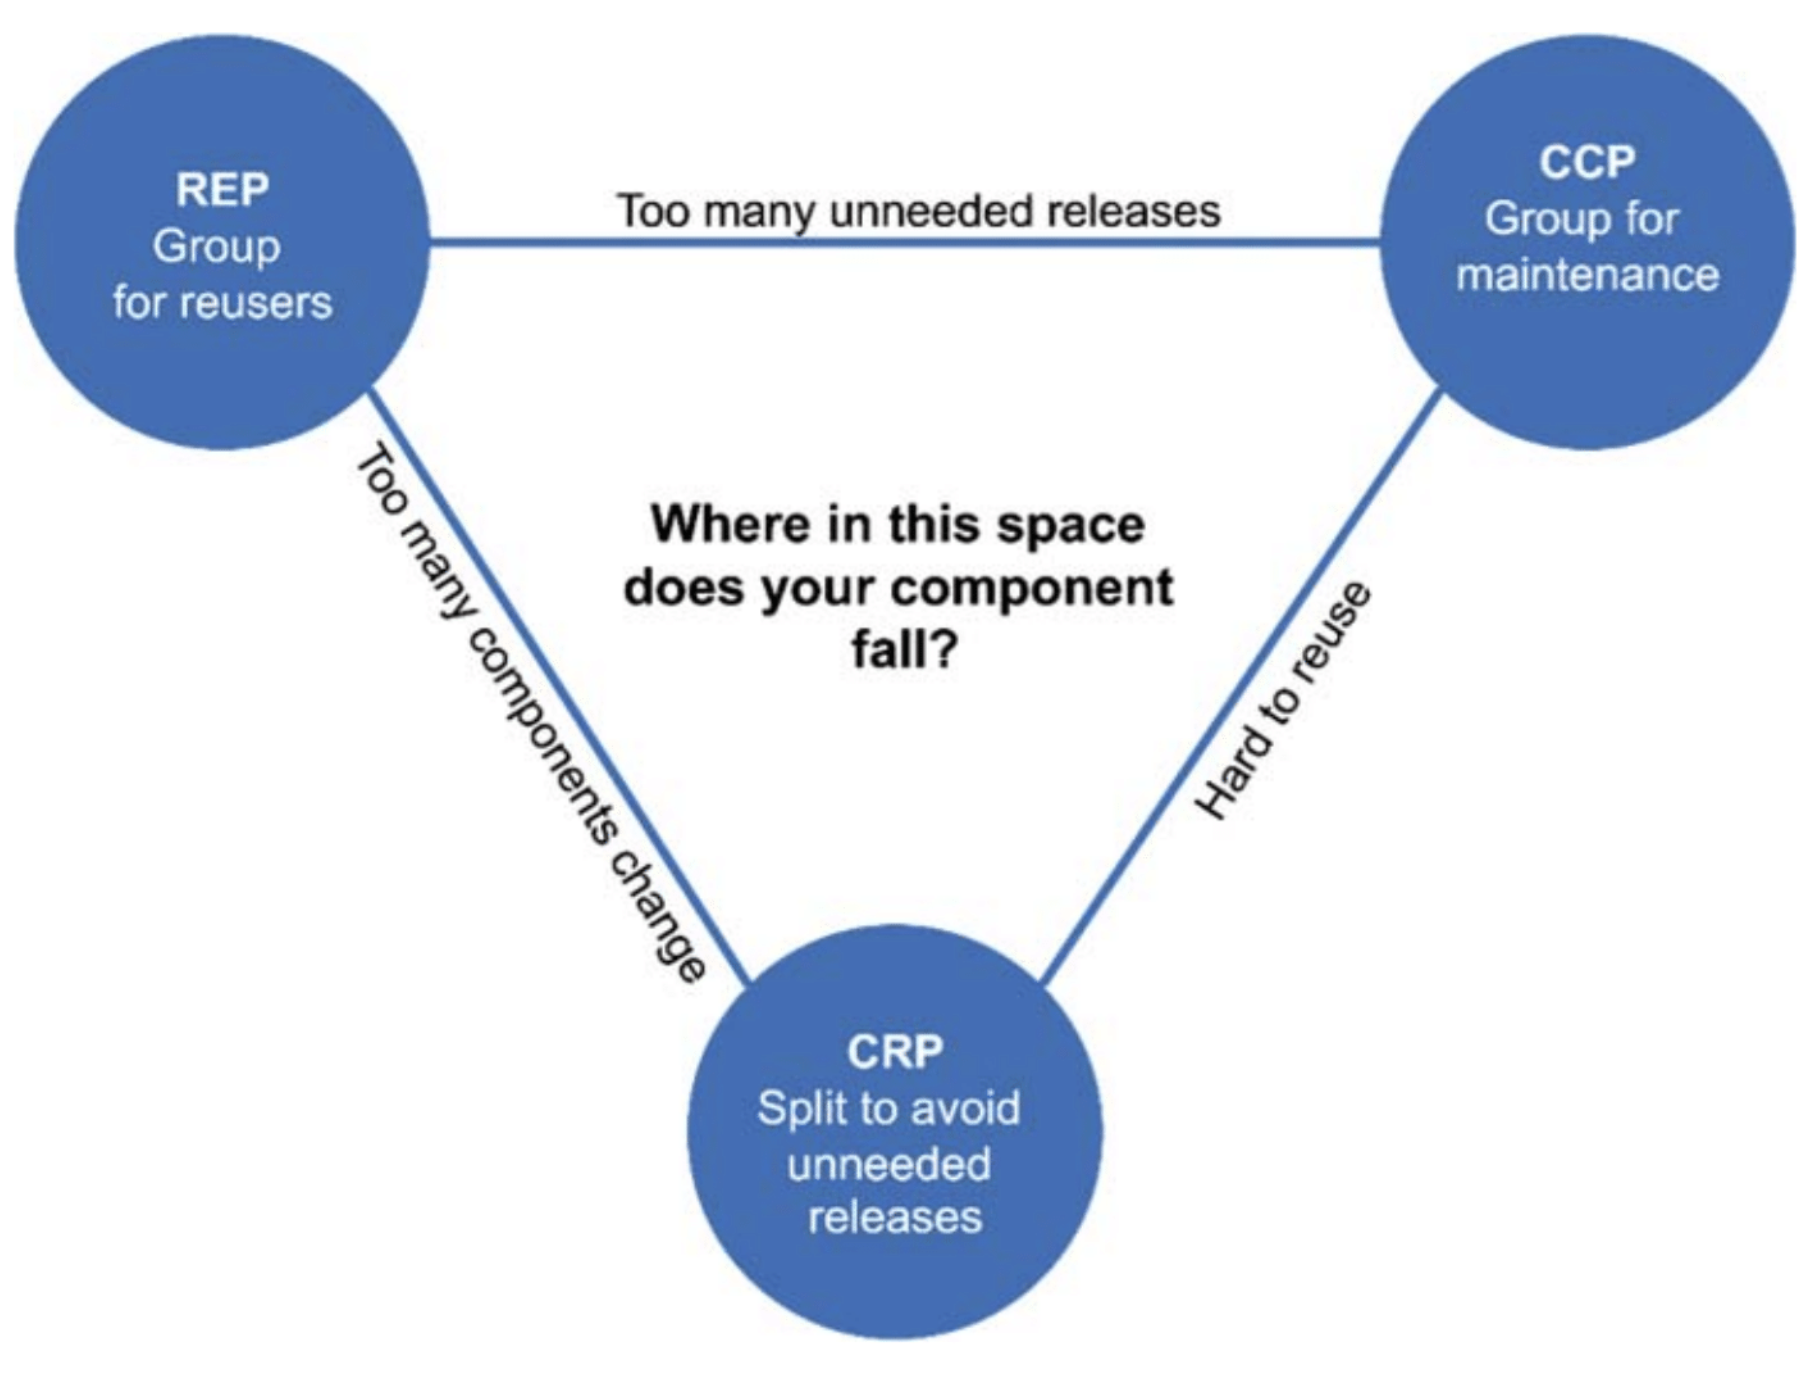 REP
Group
for reusers
Too many unneeded releases
CCP
Group for
maintenance
Too many components change
Where in this space
does your component
fall?
Hard to reuse
CRP
Split to avoid
unneeded
releases